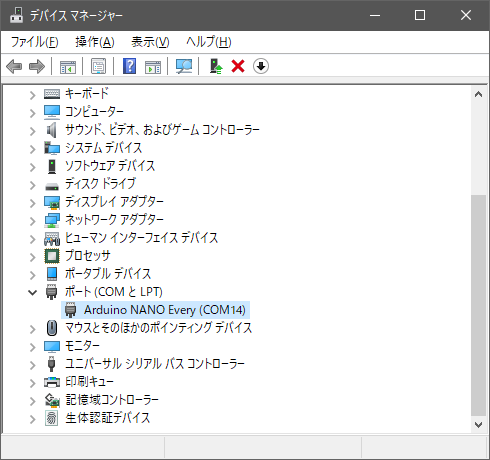 デバイス マネージャー
ファイル(F) 操作(A) 表示(V) ヘルプ(H)
キーボード
コンピューター
サウンド、ビデオ、およびゲーム コントローラー
システム デバイス
ソフトウェア デバイス
ディスク ドライブ
ディスプレイ アダプター
ネットワーク アダプター
ヒューマン インターフェイス デバイス
プロセッサ
ポータブル デバイス
ポート (COM と LPT)
Arduino NANO Every (COM14)
マウスとそのほかのポインティング デバイス
モニター
ユニバーサル シリアル バス コントローラー
印刷キュー
記憶域コントローラー
生体認証デバイス